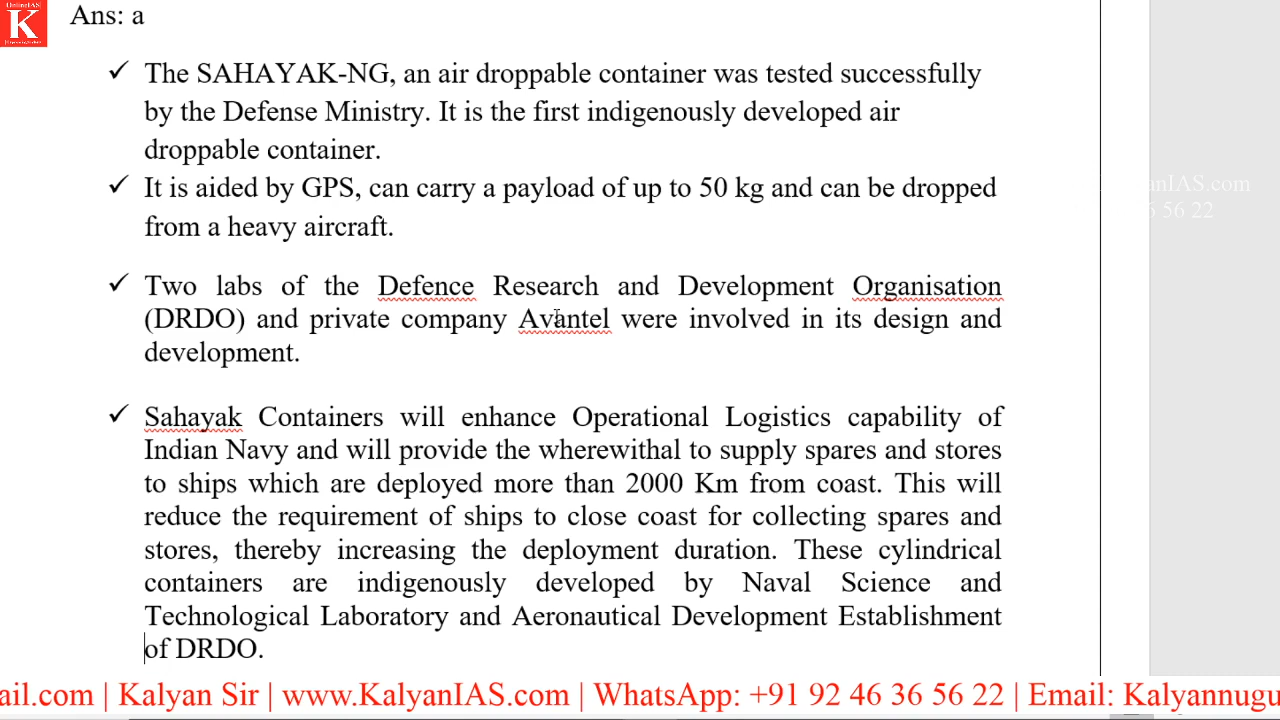 OnlineIAS
K
Ans: a
✓ The SAHAYAK-NG, an air droppable container was tested successfully
by the Defense Ministry. It is the first indigenously developed air
droppable container.
✓ It is aided by GPS, can carry a payload of up to 50 kg and can be dropped
from a heavy aircraft.
✓ Two labs of the Defence Research and Development Organisation
(DRDO) and private company Avantel were involved in its design and
development.
✓ Sahayak Containers will enhance Operational Logistics capability of
Indian Navy and will provide the wherewithal to supply spares and stores
to ships which are deployed more than 2000 Km from coast. This will
reduce the requirement of ships to close coast for collecting spares and
stores, thereby increasing the deployment duration. These cylindrical
containers are indigenously developed by Naval Science and
Technological Laboratory and Aeronautical Development Establishment
of DRDO.
anIAS.com
6 56 22
ail.com | Kalyan Sir | www.KalyanIAS.com | WhatsApp: +91 92 46 36 56 22 | Email: Kalyannugu